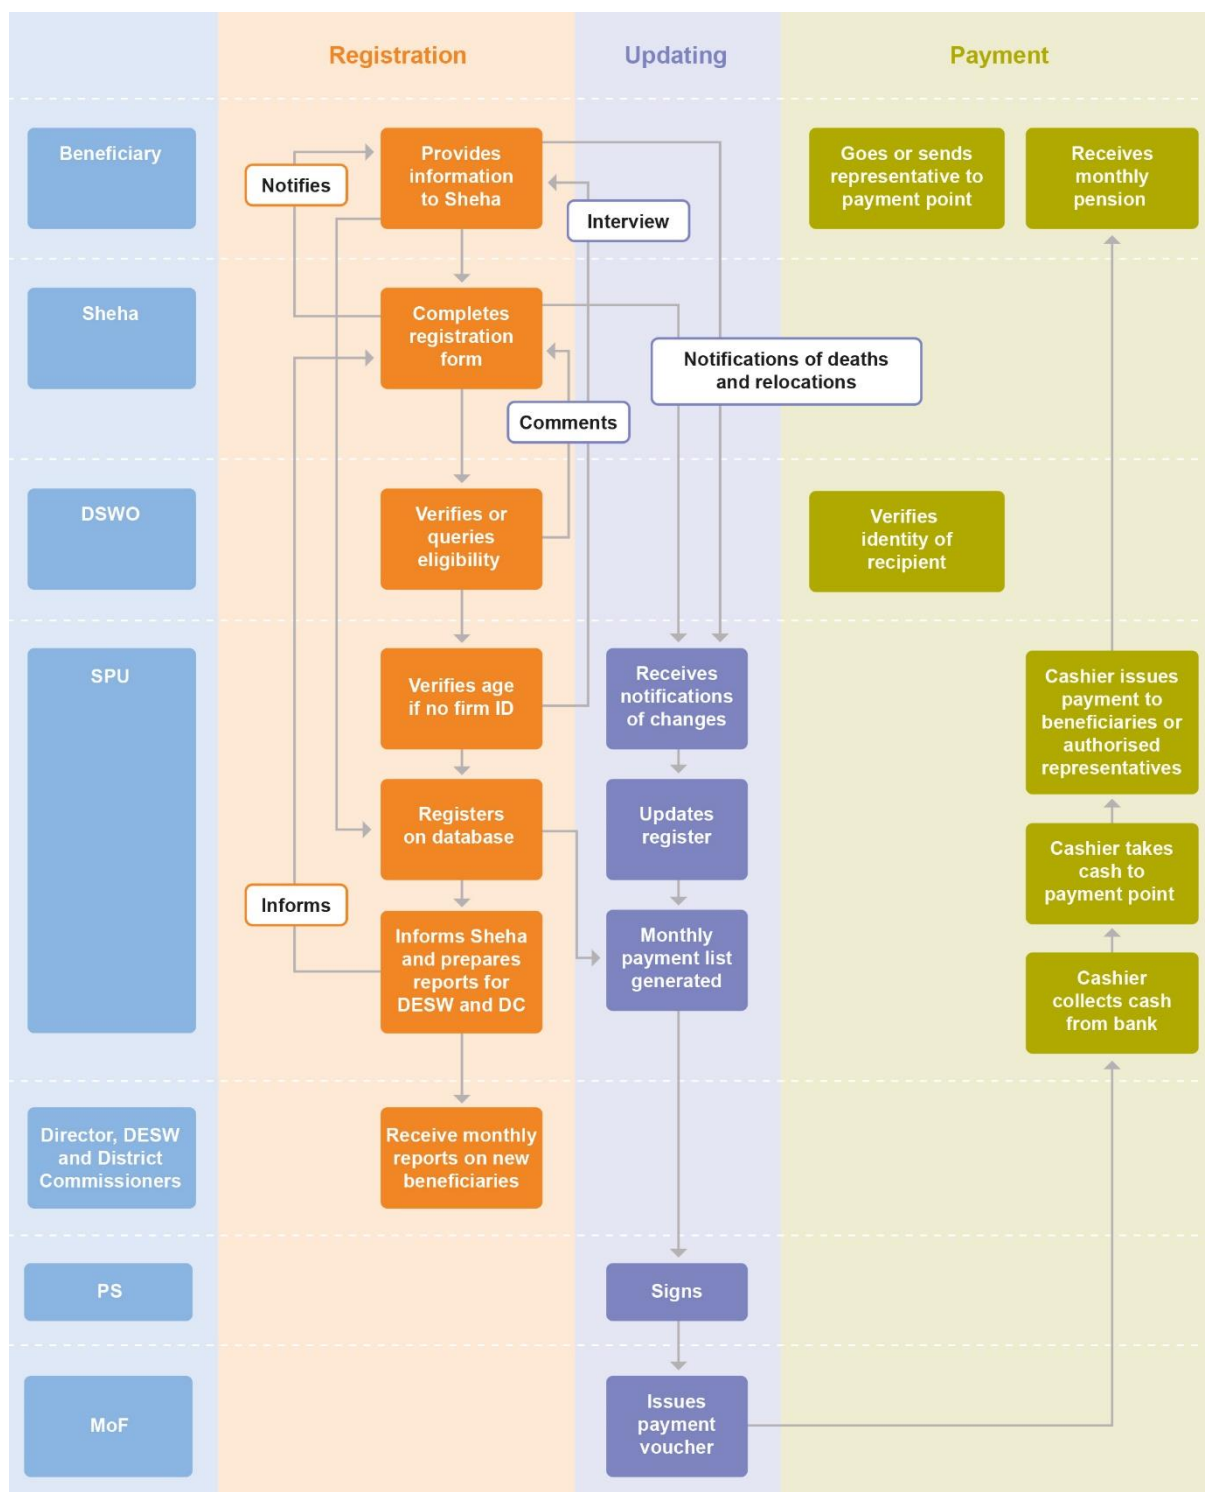 Registration
Updating
Payment
Beneficiary
Provides
information
to Sheha
Goes or sends
representative to
payment point
Receives
monthly
pension
Notifies
Interview
Sheha
Completes
registration
form
Notifications of deaths
and relocations
Comments
DSWO
Verifies or
queries
eligibility
Verifies
identity of
recipient
SPU
Verifies age
if no firm ID
Receives
notifications
of changes
Cashier issues
payment to
beneficiaries or
authorised
representatives
Registers
on database
Updates
register
Cashier takes
cash to
payment point
Informs
Informs Sheha
and prepares
reports for
DESW and DC
Monthly
payment list
generated
Cashier
collects cash
from bank
Director, DESW
and District
Commissioners
Receive monthly
reports on new
beneficiaries
PS
Signs
MoF
Issues
payment
voucher